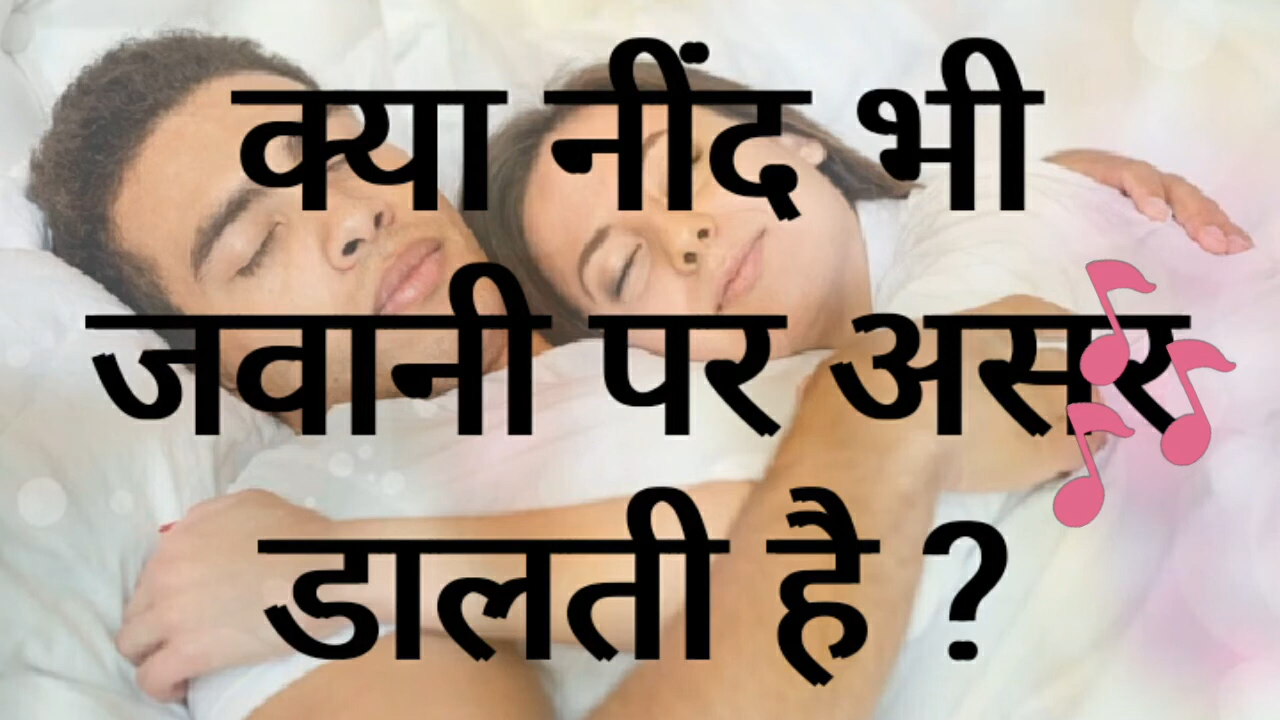 क्या नींद भी
जवानी पर असर
डालती है ?